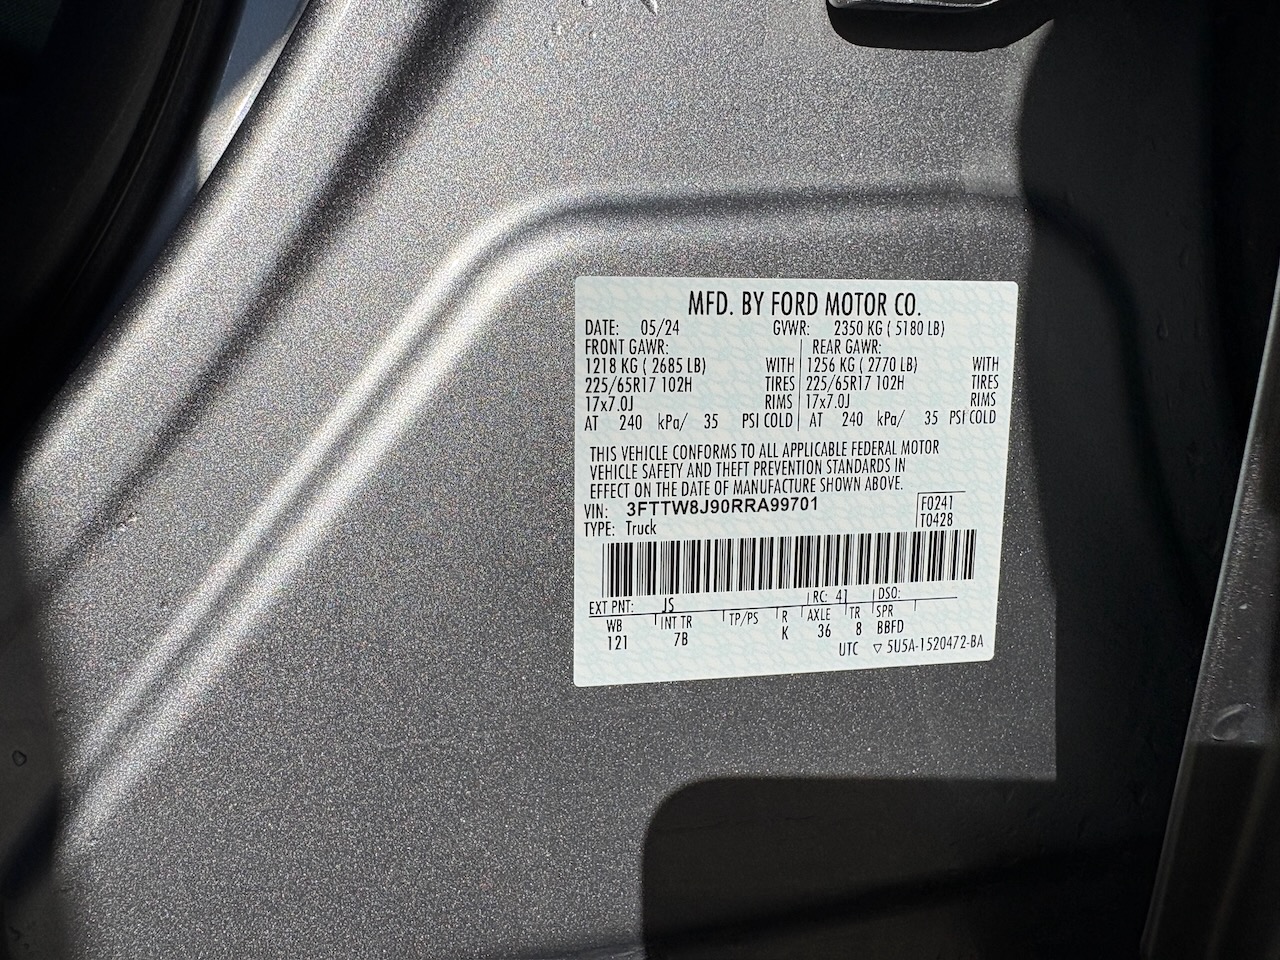 MFD. BY FORD MOTOR CO.
DATE: 05/24 GVWR: 2350 KG ( 5180 LB)
FRONT GAWR: REAR GAWR:
1218 KG ( 2685 LB) WITH 1256 KG ( 2770 LB) WITH
225/65R17 102H TIRES 225/65R17 102H TIRES
17x7.0J RIMS 17x7.0J RIMS
AT 240 kPa/ 35 PSI COLD AT 240 kPa/ 35 PSI COLD
THIS VEHICLE CONFORMS TO ALL APPLICABLE FEDERAL MOTOR
VEHICLE SAFETY AND THEFT PREVENTION STANDARDS IN
EFFECT ON THE DATE OF MANUFACTURE SHOWN ABOVE.
VIN: 3FTTW8J90RRA99701 F0241
TYPE: Truck T0428
EXT PNT: JS RC: 41 DSO:
WB INT TR TP/PS R AXLE TR SPR
121 7B K 36 8 BBFD
UTC ▽ 5U5A-1520472-BA